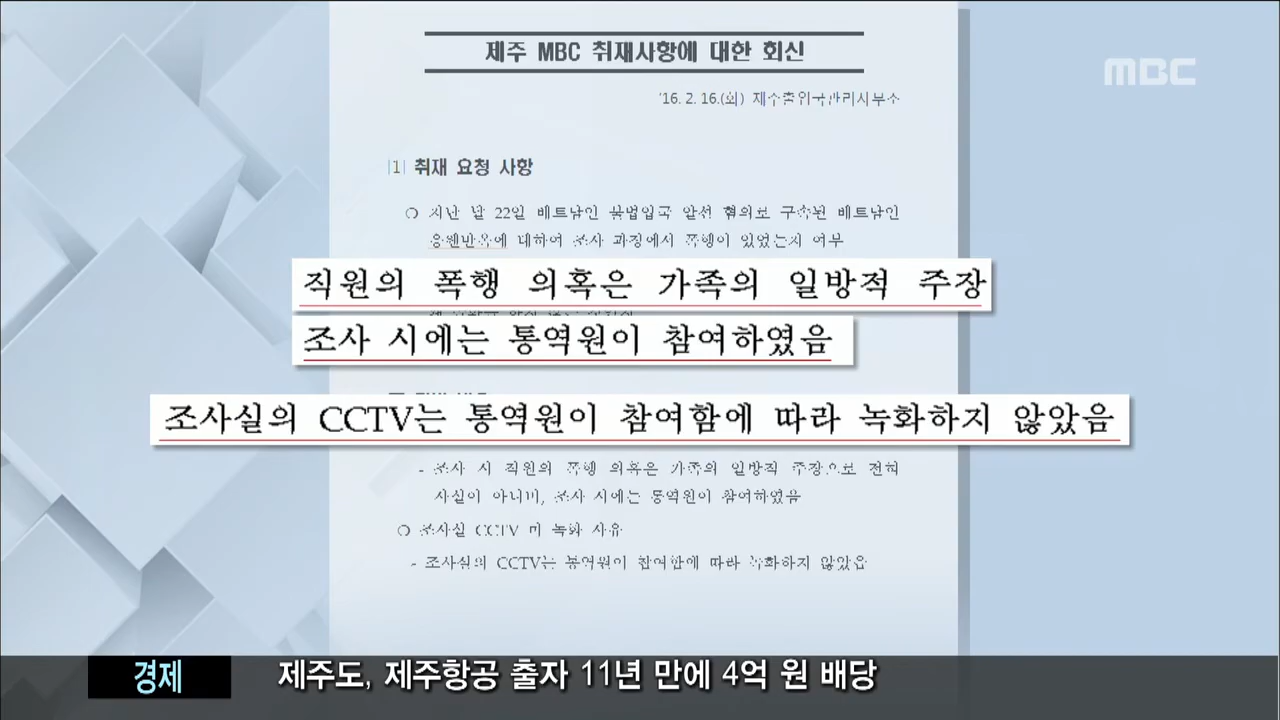 제주 MBC 취재사항에 대한 회신
MBC
'16. 2. 16.(화) 제주출입국관리사무소
1 취재 요청 사항
○ 지난 달 22일 베트남인 불법입국 알선 혐의로 구속된 베트남인
응웬반옥에 대하여 조사 과정에서 폭행이 있었는지 여부
직원의 폭행 의혹은 가족의 일방적 주장
조사 시에는 통역원이 참여하였음
조사실의 CCTV는 통역원이 참여함에 따라 녹화하지 않았음
- 조사 시 직원의 폭행 의혹은 가족의 일방적 주장으로 전혀
사실이 아니며, 조사 시에는 통역원이 참여하였음
○ 조사실 CCTV 미 녹화 사유
- 조사실의 CCTV는 통역원이 참여함에 따라 녹화하지 않았음
경제 제주도, 제주항공 출자 11년 만에 4억 원 배당